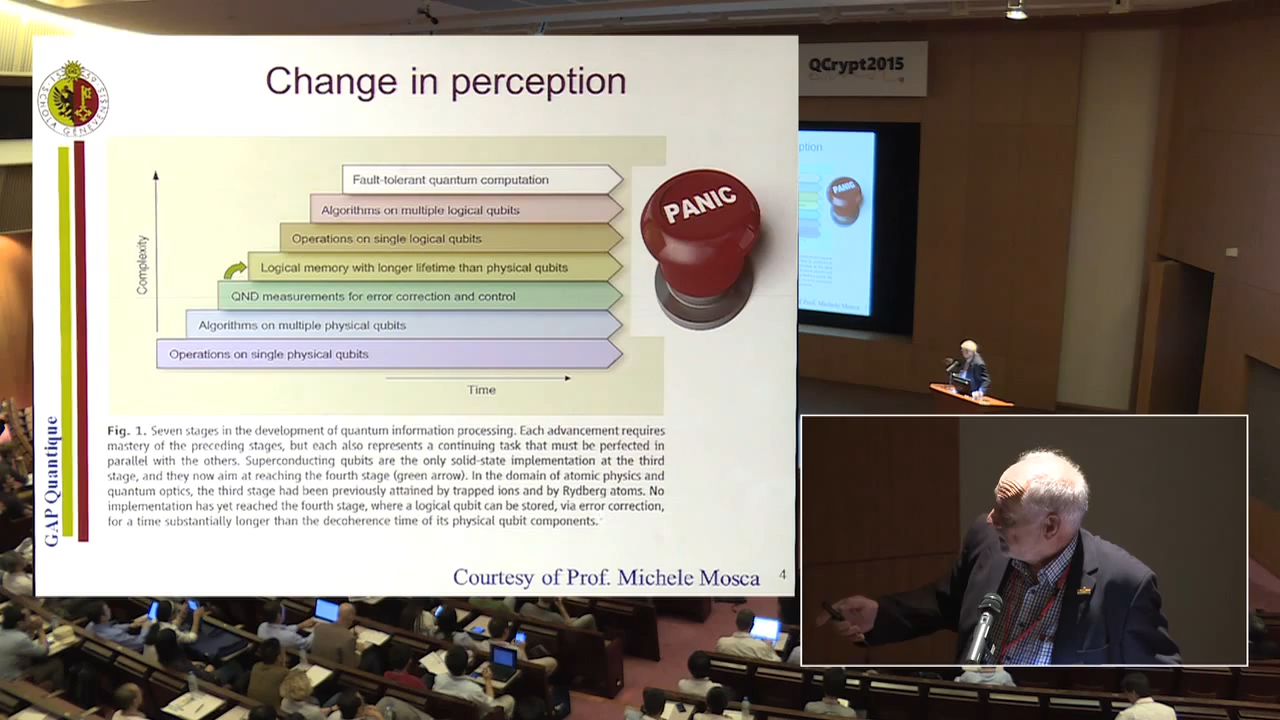 Change in perception
QCrypt2015
SCHOLA GENEVENSIS
1559
Fault-tolerant quantum computation
Algorithms on multiple logical qubits
Operations on single logical qubits
Logical memory with longer lifetime than physical qubits
QND measurements for error correction and control
Algorithms on multiple physical qubits
Operations on single physical qubits
Complexity
Time
PANIC
ption
PANIC
Prof. Michele Mosca
GAP Quantique
Fig. 1. Seven stages in the development of quantum information processing. Each advancement requires
mastery of the preceding stages, but each also represents a continuing task that must be perfected in
parallel with the others. Superconducting qubits are the only solid-state implementation at the third
stage, and they now aim at reaching the fourth stage (green arrow). In the domain of atomic physics and
quantum optics, the third stage had been previously attained by trapped ions and by Rydberg atoms. No
implementation has yet reached the fourth stage, where a logical qubit can be stored, via error correction,
for a time substantially longer than the decoherence time of its physical qubit components.
Courtesy of Prof. Michele Mosca
4